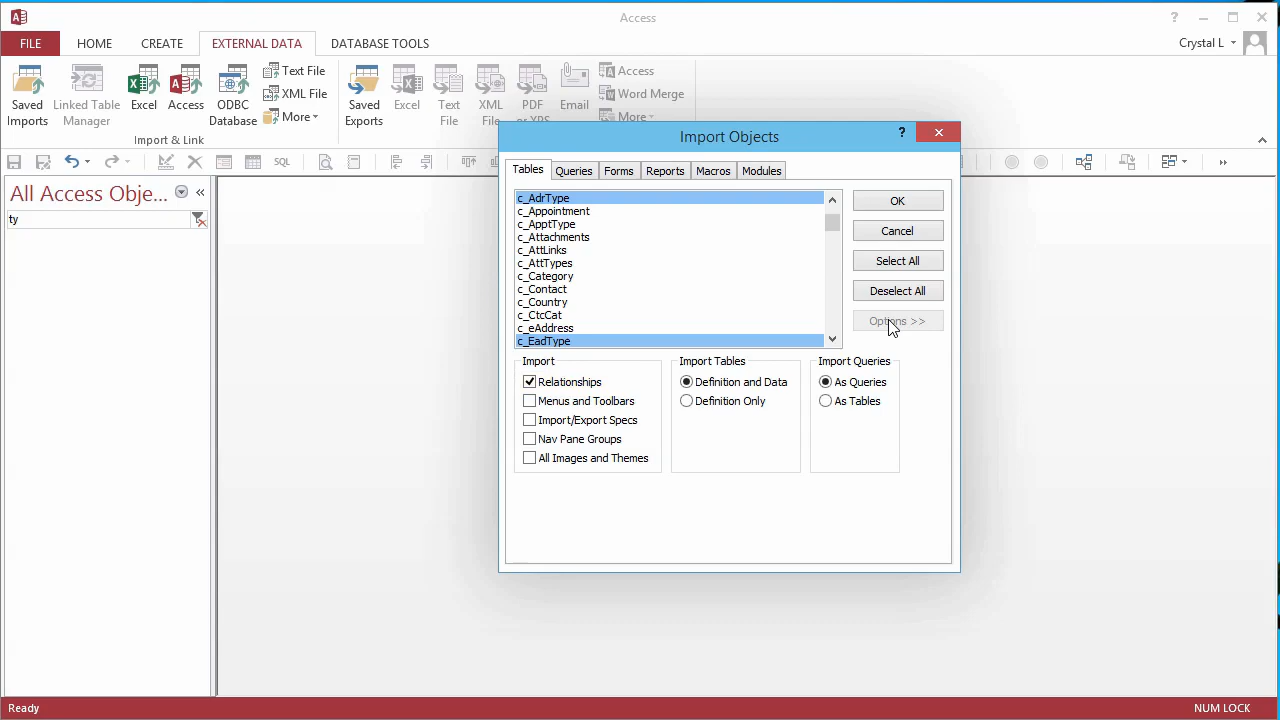 Access
?
Crystal L
FILE HOME CREATE EXTERNAL DATA DATABASE TOOLS
Saved Imports
Linked Table Manager
Excel
Access
ODBC Database
Text File
XML File
More
Import & Link
Saved Exports
Excel
Text File
XML File
PDF or XPS
Email
Access
Word Merge
More
SQL
All Access Obje... «
ty
Import Objects
?
Tables Queries Forms Reports Macros Modules
c_AdrType
c_Appointment
c_ApptType
c_Attachments
c_AttLinks
c_AttTypes
c_Category
c_Contact
c_Country
c_CtcCat
c_eAddress
c_EadType
OK
Cancel
Select All
Deselect All
Options >>
Import
Relationships
Menus and Toolbars
Import/Export Specs
Nav Pane Groups
All Images and Themes
Import Tables
Definition and Data
Definition Only
Import Queries
As Queries
As Tables
Ready
NUM LOCK